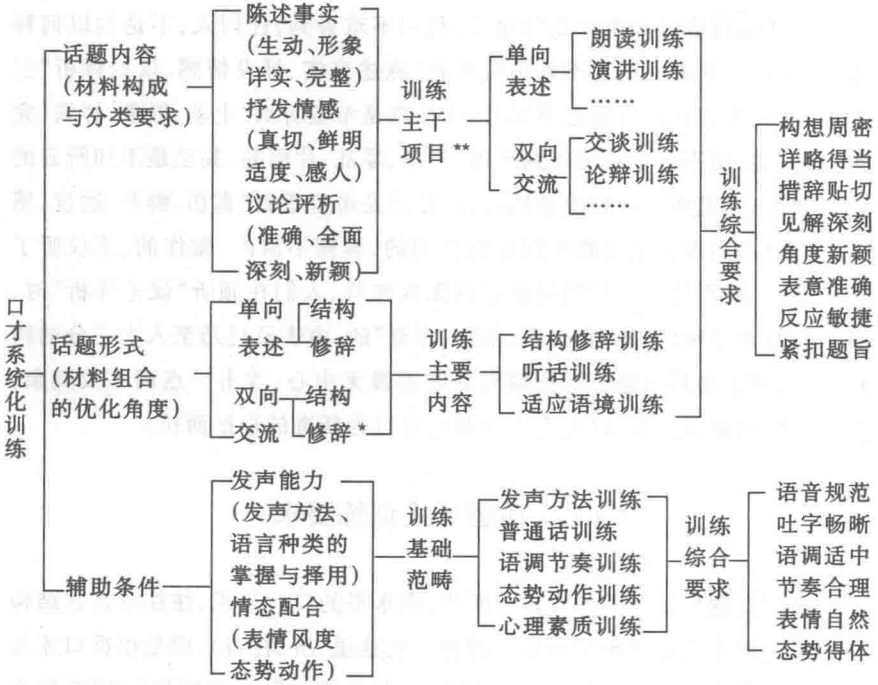 口才系统化训练
话题内容
(材料构成
与分类要求)
陈述事实
(生动、形象
详实、完整)
抒发情感
(真切、鲜明
适度、感人)
议论评析
(准确、全面
深刻、新颖)
训练
主干
项目**
单向
表述
朗读训练
演讲训练
……
双向
交流
交谈训练
论辩训练
……
话题形式
(材料组合
的优化角度)
单向
表述
结构
修辞
双向
交流
结构
修辞*
训练
主要
内容
结构修辞训练
听话训练
适应语境训练
训练综合要求
构想周密
详略得当
措辞贴切
见解深刻
角度新颖
表意准确
反应敏捷
紧扣题旨
辅助条件
发声能力
(发声方法、
语言种类的
掌握与择用)
情态配合
(表情风度、
态势动作)
训练
基础
范畴
发声方法训练
普通话训练
语调节奏训练
态势动作训练
心理素质训练
训练
综合
要求
语音规范
吐字畅晰
语调适中
节奏合理
表情自然
态势得体